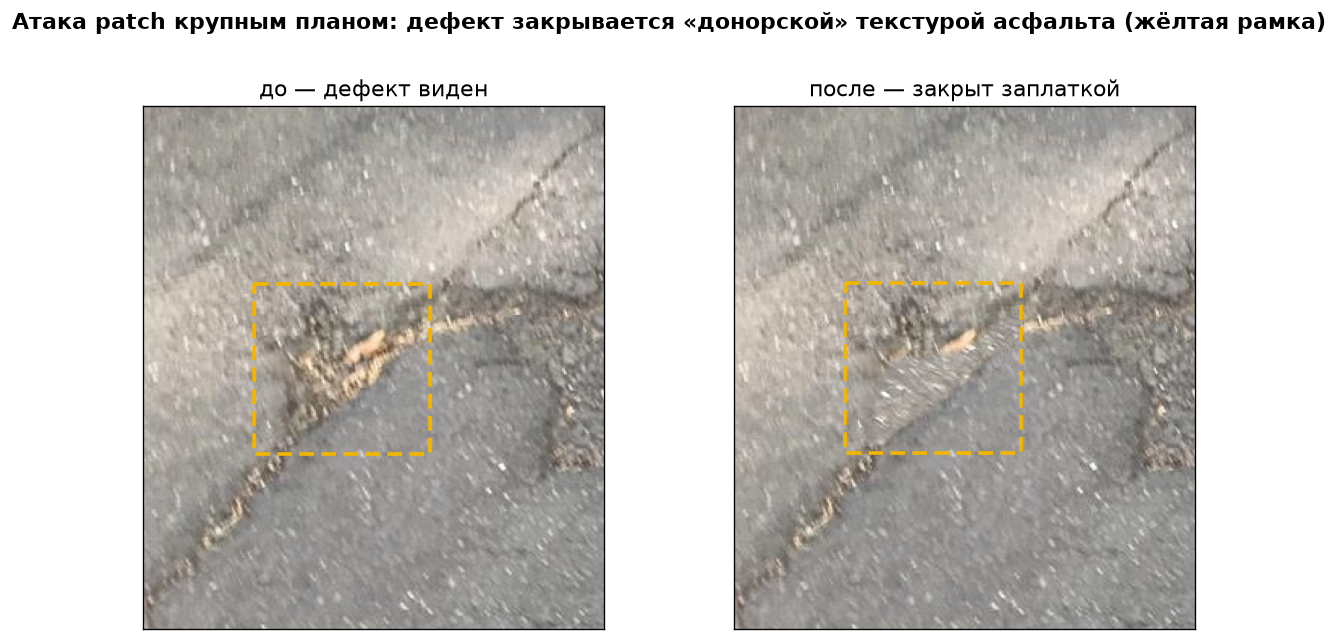 Атака patch крупным планом: дефект закрывается «донорской» текстурой асфальта (жёлтая рамка)
до — дефект виден
после — закрыт заплаткой